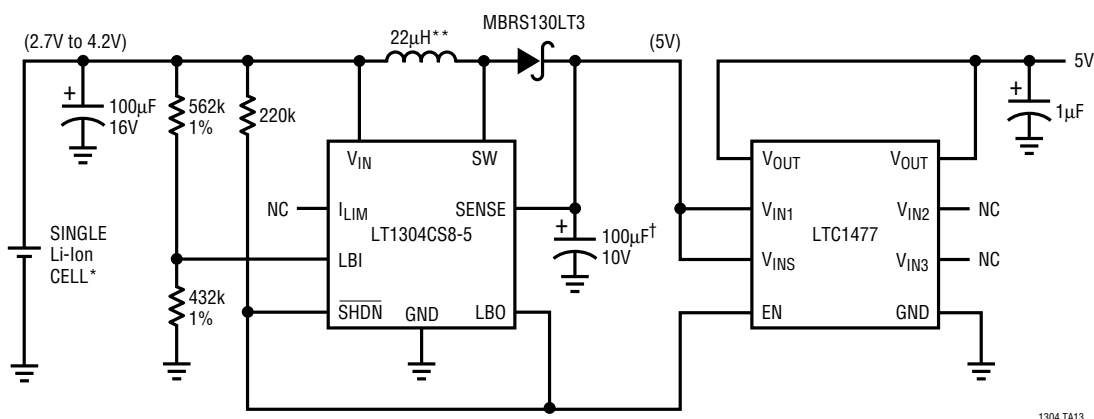 MBRS130LT3
(2.7V to 4.2V)
22µH**
(5V)
5V
+
100µF
16V
562k
1%
220k
+
1µF
VIN
SW
VOUT
VOUT
NC
ILIM
SENSE
VIN1
VIN2
NC
LT1304CS8-5
LTC1477
SINGLE
Li-Ion
CELL*
LBI
+
100µF†
10V
VINS
VIN3
NC
432k
1%
SHDN
GND
LBO
EN
GND
1304 TA13